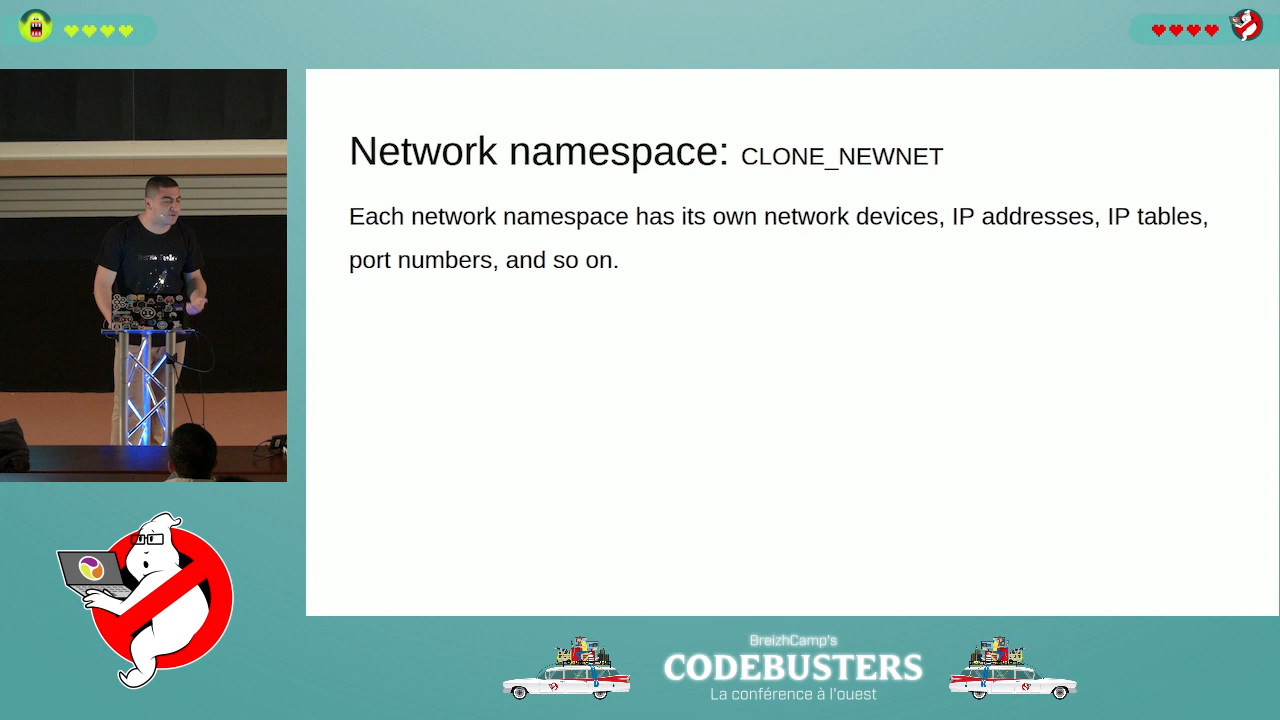 Network namespace: CLONE_NEWNET
Each network namespace has its own network devices, IP addresses, IP tables,
port numbers, and so on.
BreizhCamp's
CODEBUSTERS
La conférence à l'ouest